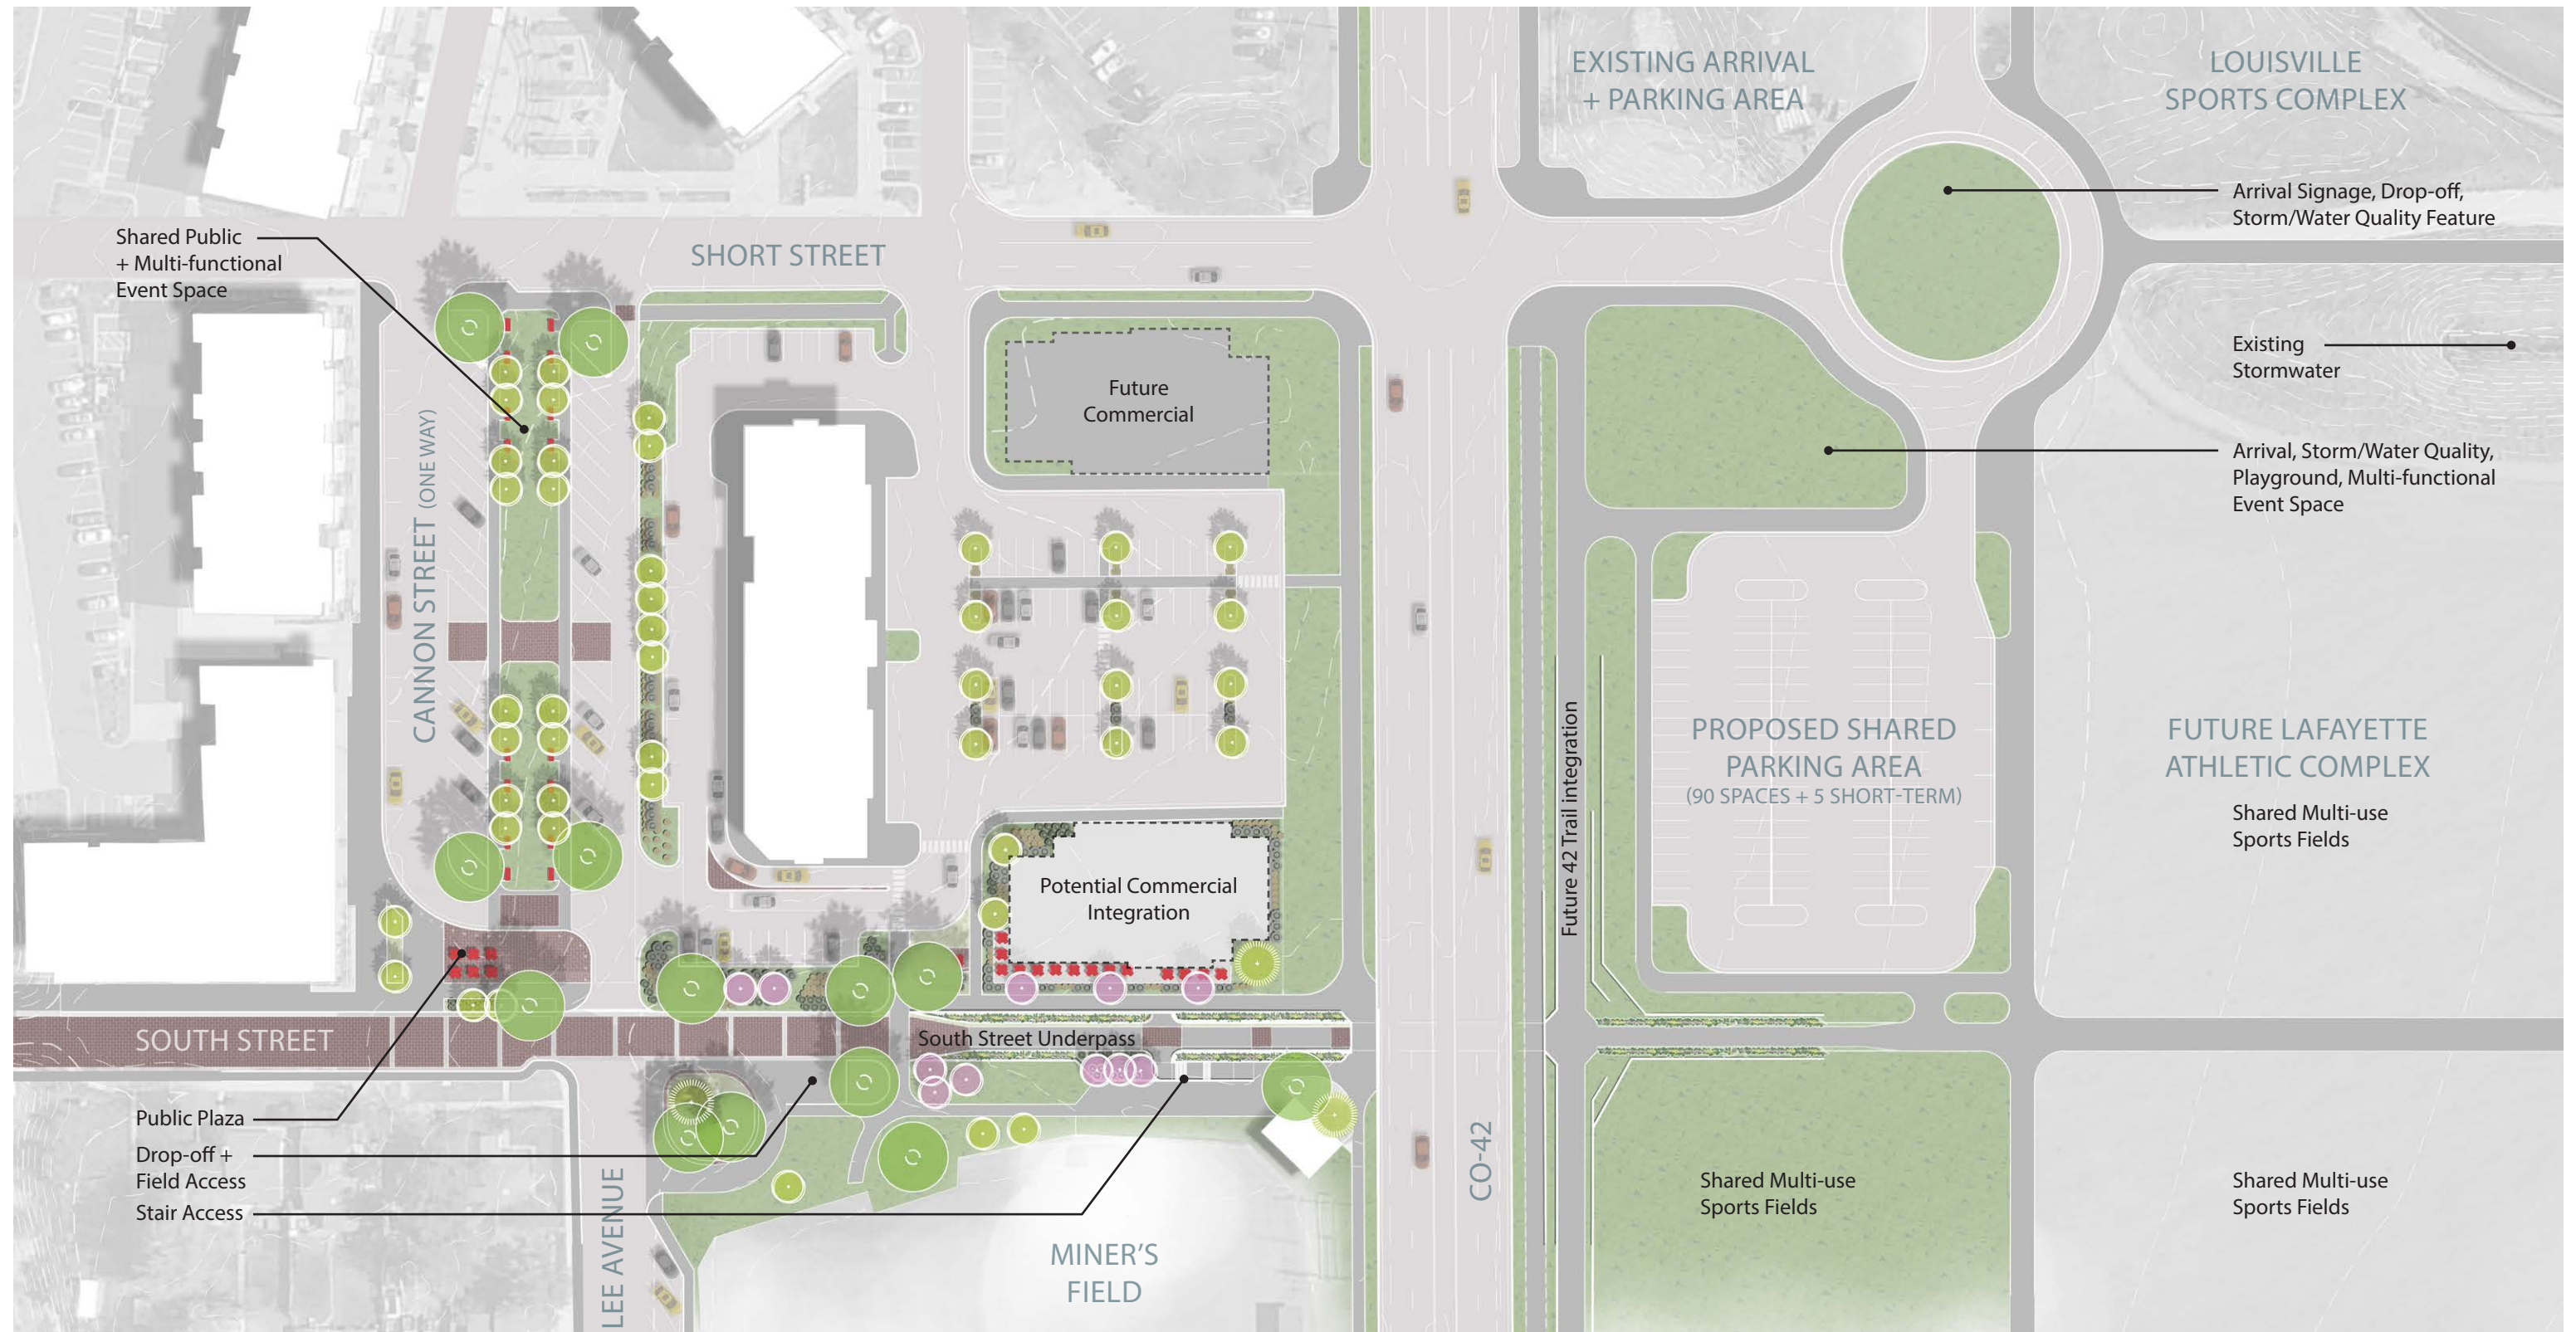 EXISTING ARRIVAL
+ PARKING AREA
LOUISVILLE
SPORTS COMPLEX
Arrival Signage, Drop-off,
Storm/Water Quality Feature
Shared Public
+ Multi-functional
Event Space
SHORT STREET
Existing
Stormwater
Future
Commercial
Arrival, Storm/Water Quality,
Playground, Multi-functional
Event Space
CANNON STREET (ONE WAY)
Future 42 Trail integration
PROPOSED SHARED
PARKING AREA
(90 SPACES + 5 SHORT-TERM)
FUTURE LAFAYETTE
ATHLETIC COMPLEX
Shared Multi-use
Sports Fields
Potential Commercial
Integration
SOUTH STREET
South Street Underpass
Public Plaza
Drop-off +
Field Access
Stair Access
LEE AVENUE
MINER'S
FIELD
CO-42
Shared Multi-use
Sports Fields
Shared Multi-use
Sports Fields